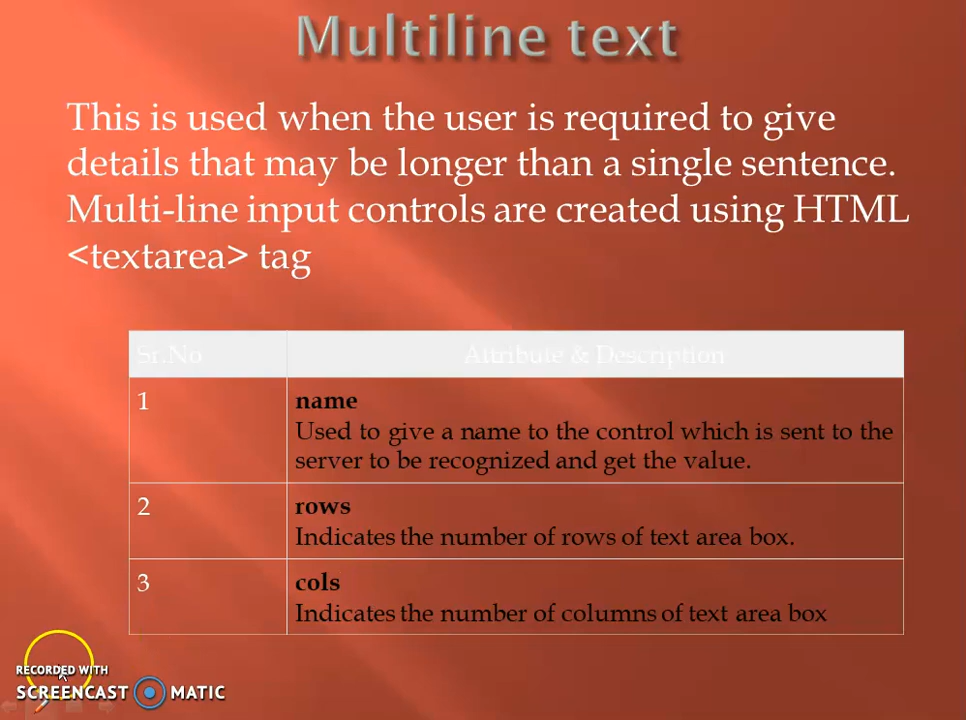 Multiline text
This is used when the user is required to give
details that may be longer than a single sentence.
Multi-line input controls are created using HTML
<textarea> tag
Sr.No Attribute & Description
1 name
Used to give a name to the control which is sent to the
server to be recognized and get the value.
2 rows
Indicates the number of rows of text area box.
3 cols
Indicates the number of columns of text area box
RECORDED WITH
SCREENCAST MATIC